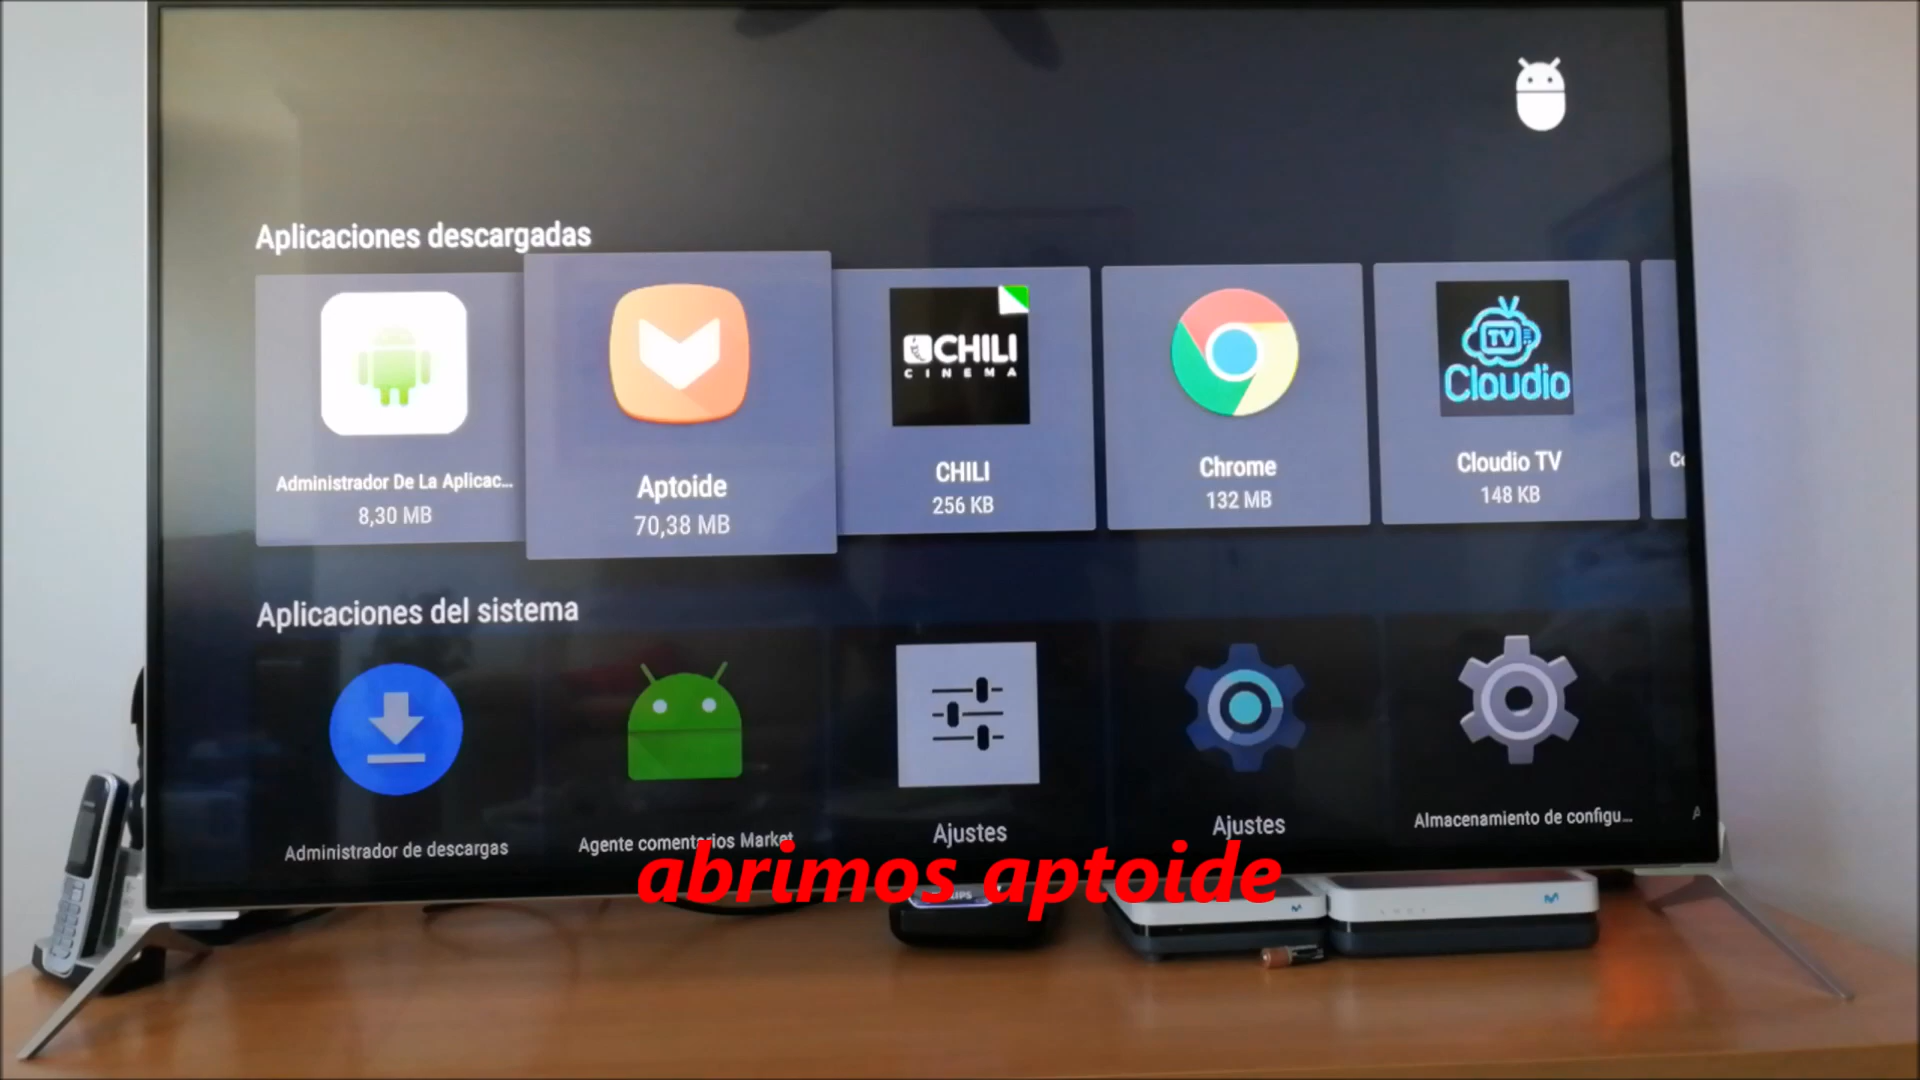 Aplicaciones descargadas
Administrador De La Aplicac...
8,30 MB
Aptoide
70,38 MB
CHILI
CINEMA
CHILI
256 KB
Chrome
132 MB
TV
Cloudio
Cloudio TV
148 KB
Aplicaciones del sistema
Administrador de descargas
Agente comentarios Market
Ajustes
Ajustes
Almacenamiento de configu...
abrimos aptoide